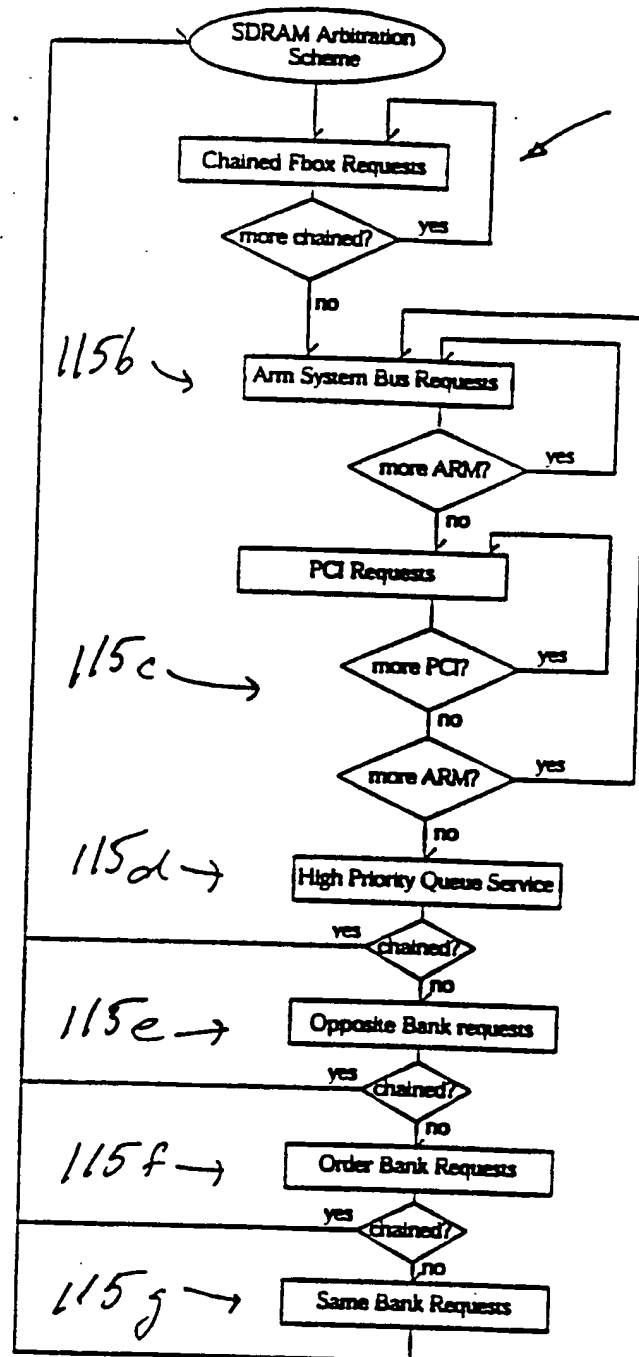 SDRAM Arbitration
Scheme
Chained Fbox Requests
more chained?
yes
no
115b
Arm System Bus Requests
more ARM?
yes
no
PCI Requests
115c
more PCI?
yes
no
more ARM?
yes
no
115d
High Priority Queue Service
yes
chained?
no
115e
Opposite Bank requests
yes
chained?
no
115f
Order Bank Requests
yes
chained?
no
115g
Same Bank Requests